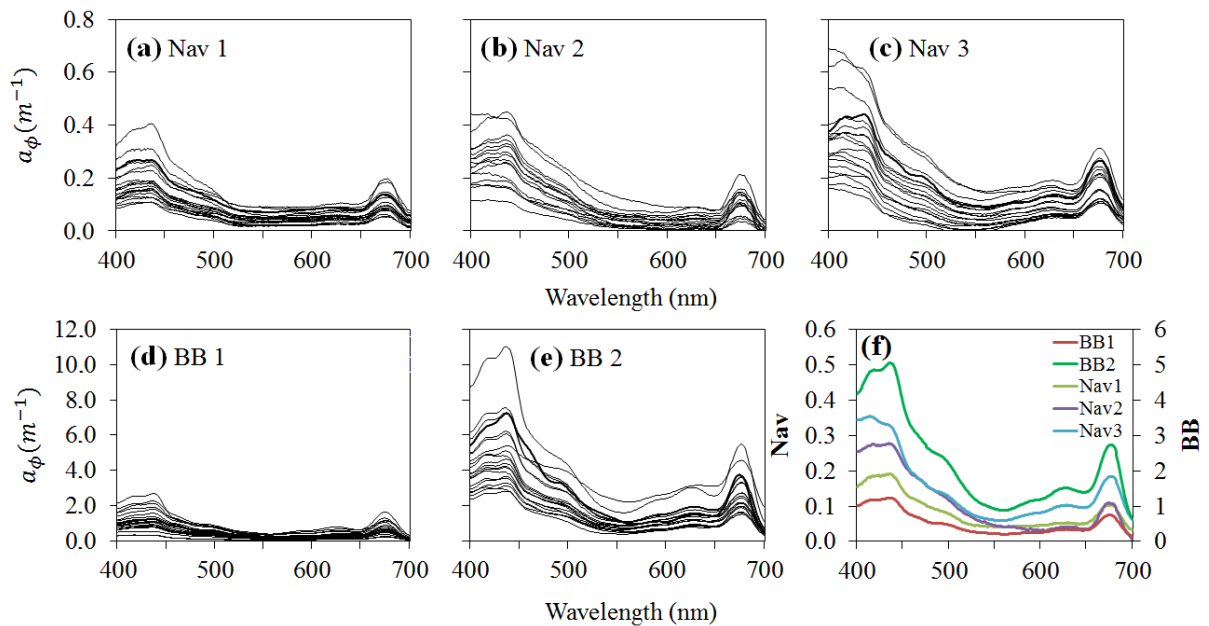 (a) Nav 1
(b) Nav 2
(c) Nav 3
a_ϕ(m⁻¹)
0.8
0.6
0.4
0.2
0.0
400 500 600 700
400 500 600 700
400 500 600 700
Wavelength (nm)
(d) BB 1
(e) BB 2
(f)
a_ϕ(m⁻¹)
12.0
10.0
8.0
6.0
4.0
2.0
0.0
Nav
0.6
0.5
0.4
0.3
0.2
0.1
0.0
BB1
BB2
Nav1
Nav2
Nav3
6
5
4
3
2
1
0
BB
400 500 600 700
400 500 600 700
400 500 600 700
Wavelength (nm)